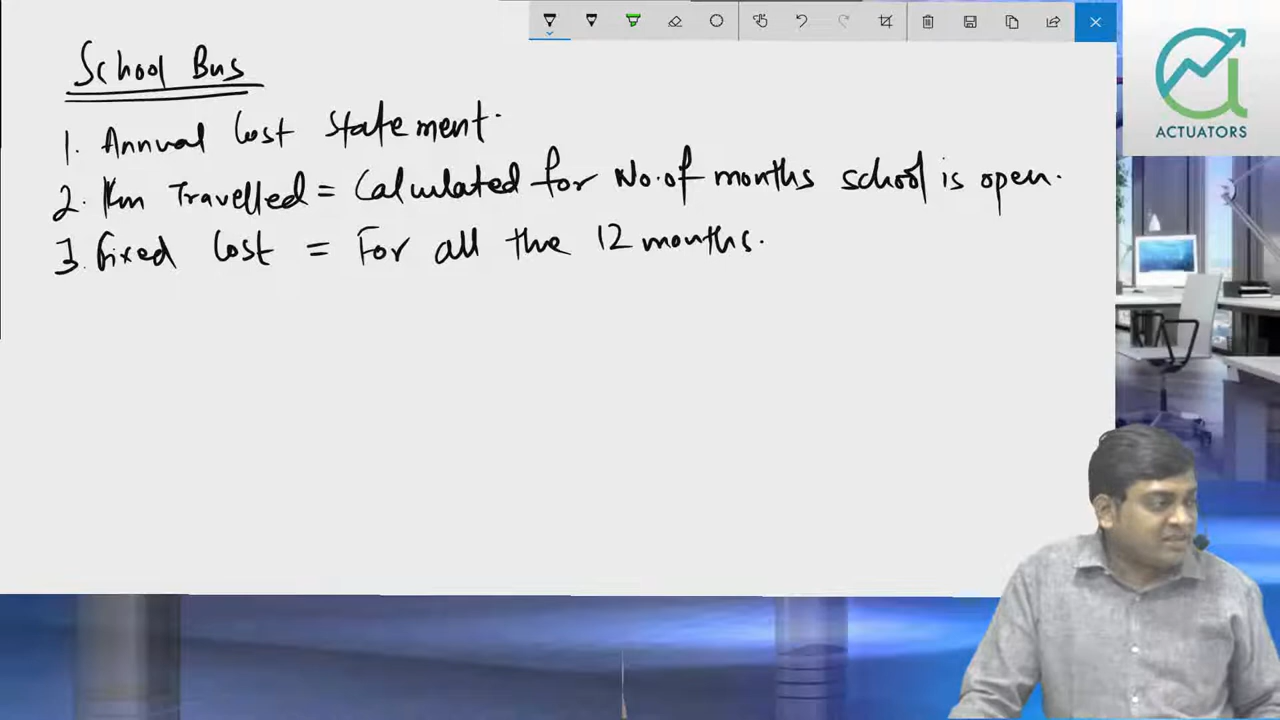 School Bus
1. Annual Cost Statement.
2. Km Travelled = Calculated for No. of months school is open.
3. Fixed Cost = For all the 12 months.
ACTUATORS